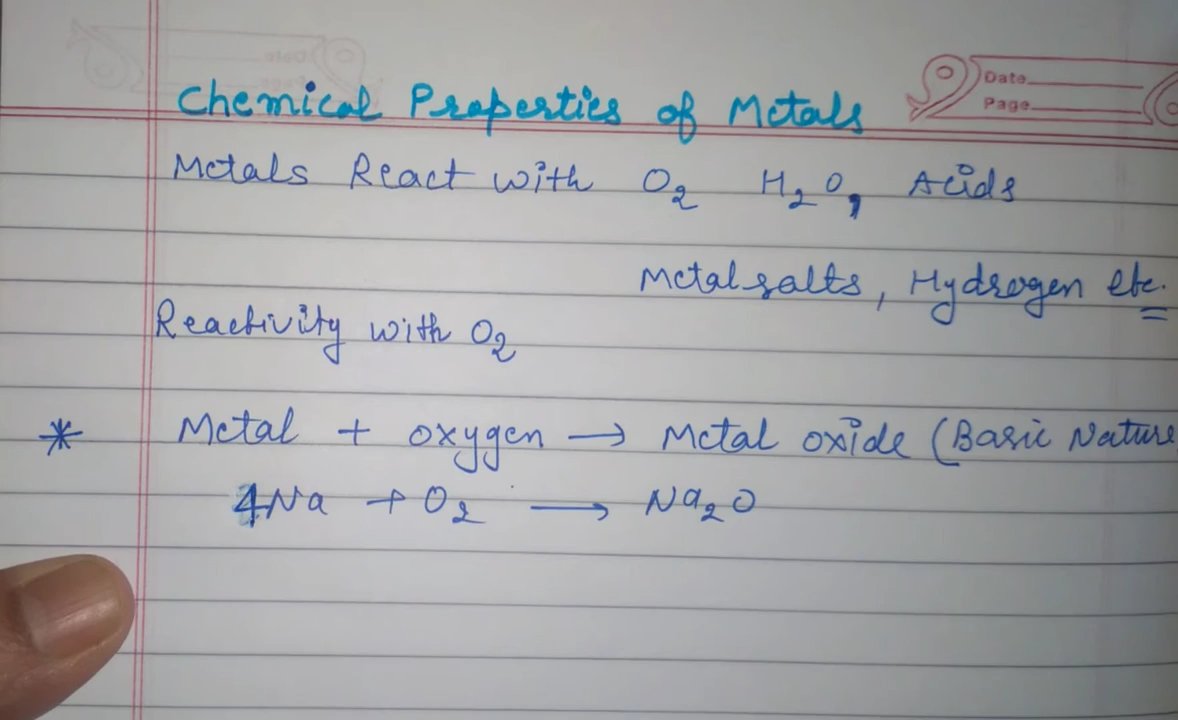 Date
Page
Chemical Properties of Metals
Metals React with O₂ H₂O, Acids
Metal salts, Hydrogen etc.
Reactivity with O₂
* Metal + oxygen → Metal oxide (Basic Nature
4Na + O₂ → Na₂O